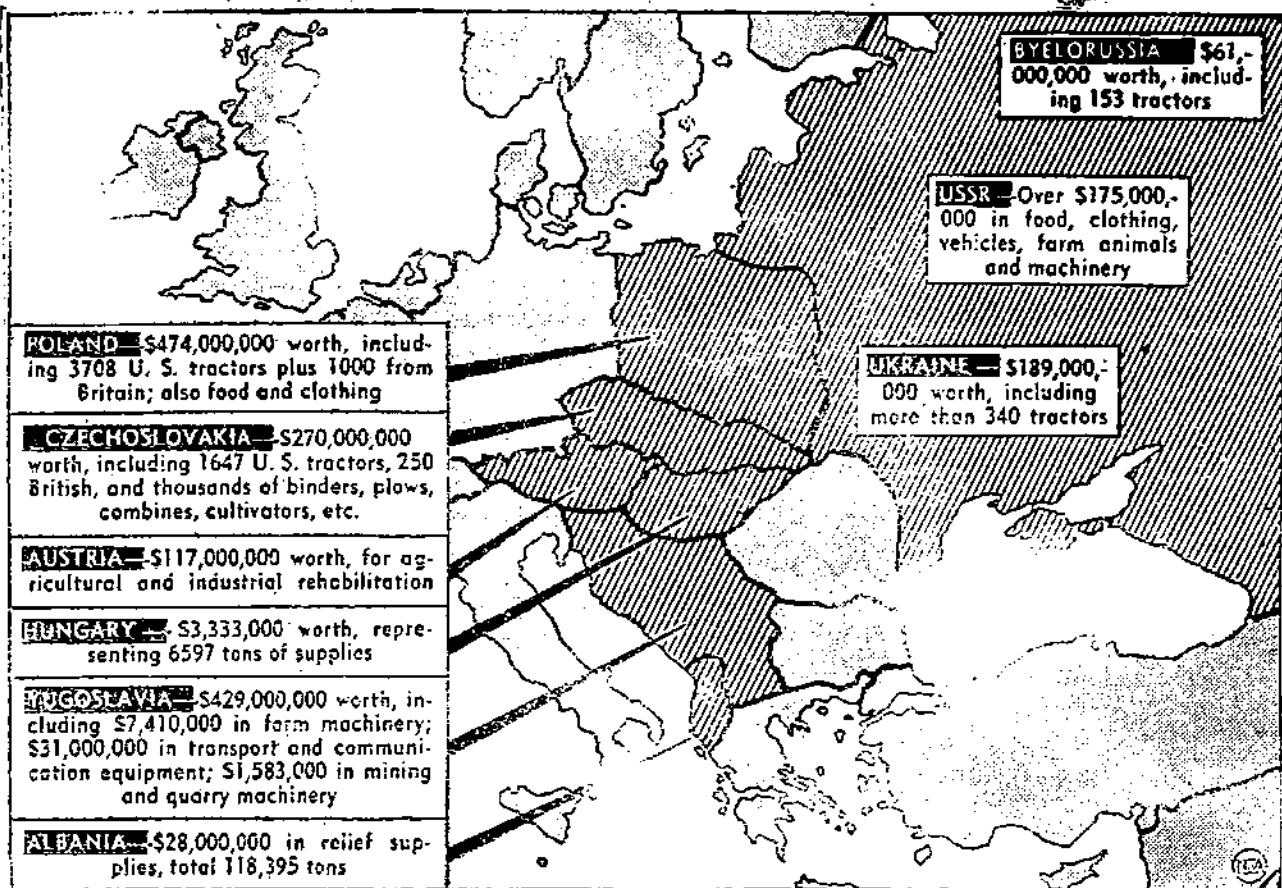 BYELORUSSIA $61,-
000,000 worth, includ-
ing 153 tractors
USSR—Over $175,000,-
000 in food, clothing,
vehicles, farm animals
and machinery
UKRAINE — $189,000,-
000 worth, including
more than 340 tractors
POLAND—$474,000,000 worth, includ-
ing 3708 U. S. tractors plus 1000 from
Britain; also food and clothing
CZECHOSLOVAKIA—$270,000,000
worth, including 1647 U. S. tractors, 250
British, and thousands of binders, plows,
combines, cultivators, etc.
AUSTRIA—$117,000,000 worth, for ag-
ricultural and industrial rehabilitation
HUNGARY — $3,333,000 worth, repre-
senting 6597 tons of supplies
YUGOSLAVIA—$429,000,000 worth, in-
cluding $7,410,000 in farm machinery;
$31,000,000 in transport and communi-
cation equipment; $1,583,000 in mining
and quarry machinery
ALBANIA—$28,000,000 in relief sup-
plies, total 118,395 tons
NEA